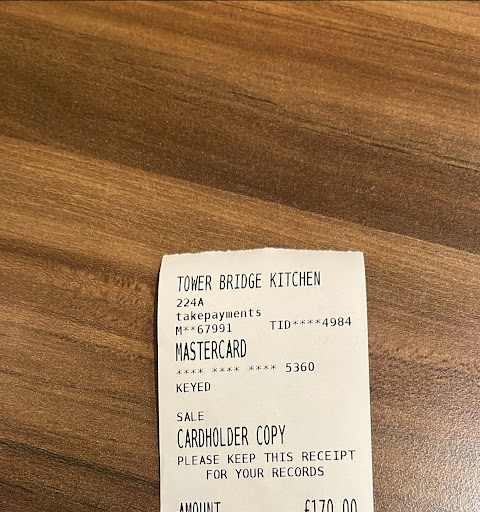 TOWER BRIDGE KITCHEN
224A
takepayments
M**67991 TID****4984
MASTERCARD
**** **** **** 5360
KEYED
SALE
CARDHOLDER COPY
PLEASE KEEP THIS RECEIPT
FOR YOUR RECORDS
AMOUNT £170.00